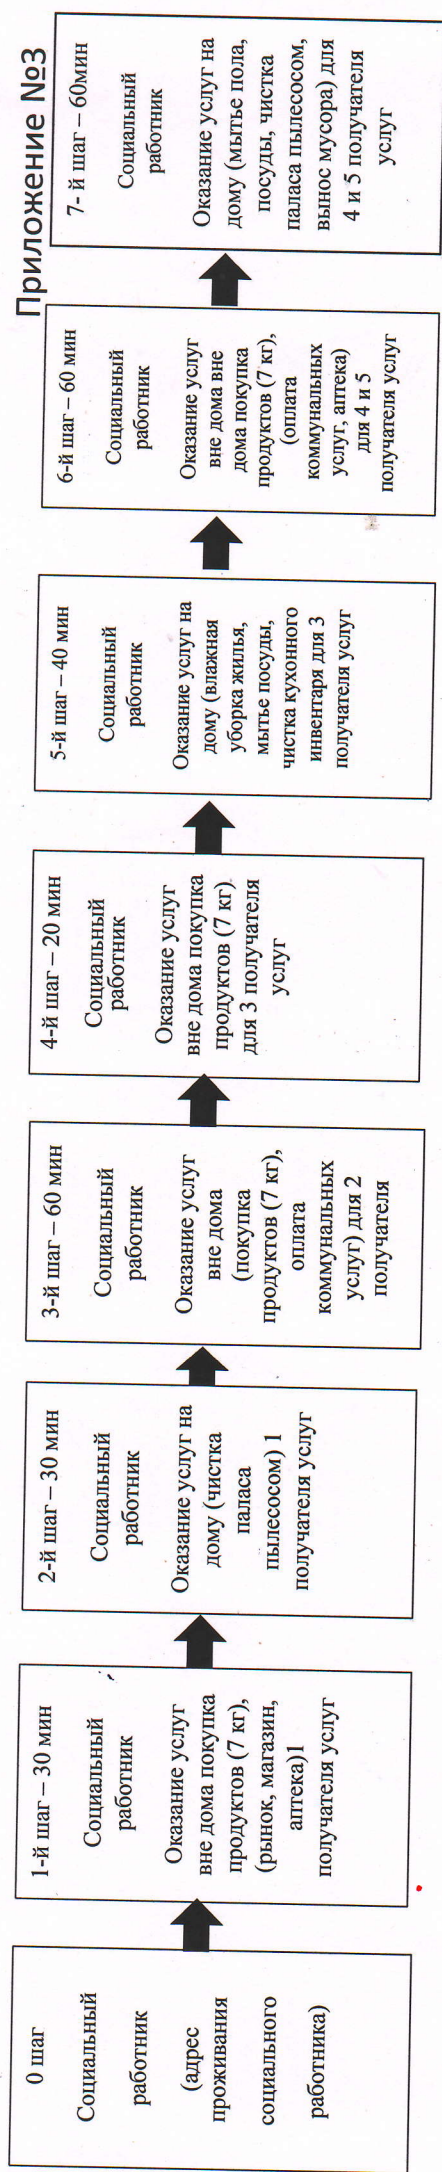 Приложение №3
0 шаг
Социальный
работник
(адрес
проживания
социального
работника)
1-й шаг – 30 мин
Социальный
работник
Оказание услуг
вне дома покупка
продуктов (7 кг),
(рынок, магазин,
аптека)1
получателя услуг
2-й шаг – 30 мин
Социальный
работник
Оказание услуг на
дому (чистка
паласа
пылесосом) 1
получателя услуг
3-й шаг – 60 мин
Социальный
работник
Оказание услуг
вне дома
(покупка
продуктов (7 кг),
оплата
коммунальных
услуг) для 2
получателя
4-й шаг – 20 мин
Социальный
работник
Оказание услуг
вне дома покупка
продуктов (7 кг)
для 3 получателя
услуг
5-й шаг – 40 мин
Социальный
работник
Оказание услуг на
дому (влажная
уборка жилья,
мытье посуды,
чистка кухонного
инвентаря для 3
получателя услуг
6-й шаг – 60 мин
Социальный
работник
Оказание услуг
вне дома вне
дома покупка
продуктов (7 кг),
(оплата
коммунальных
услуг, аптека)
для 4 и 5
получателя услуг
7- й шаг – 60мин
Социальный
работник
Оказание услуг на
дому (мытье пола,
посуды, чистка
паласа пылесосом,
вынос мусора) для
4 и 5 получателя
услуг